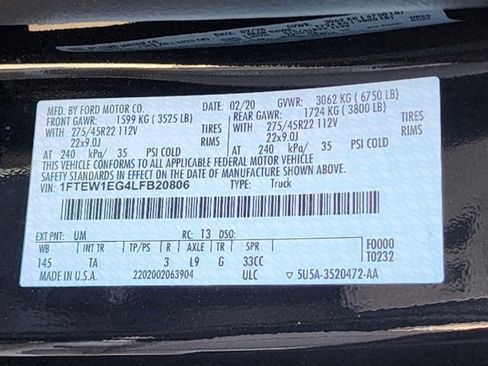 MFD. BY FORD MOTOR CO.
02/20 GVWR: 3062 KG ( 6750 LB)
FRONT GAWR: 1599 KG ( 3525 LB)
REAR GAWR: 1724 KG ( 3800 LB)
WITH TIRES WITH TIRES
275/45R22 112V 275/45R22 112V
22x9.0J RIMS 22x9.0J RIMS
AT 240 kPa/ 35 PSI COLD AT 240 kPa/ 35 PSI COLD
THIS VEHICLE CONFORMS TO ALL APPLICABLE FEDERAL MOTOR VEHICLE
SAFETY STANDARDS IN EFFECT ON THE DATE OF MANUFACTURE SHOWN ABOVE.
VIN: 1FTEW1EG4LFB20806 TYPE: Truck
EXT PNT: UM RC: 13 DSO: F0000
WB INT TR TP/PS R AXLE TR SPR T0232
145 TA 3 L9 G 33CC
MADE IN U.S.A. 2202002063904 ULC 5U5A-3520472-AA